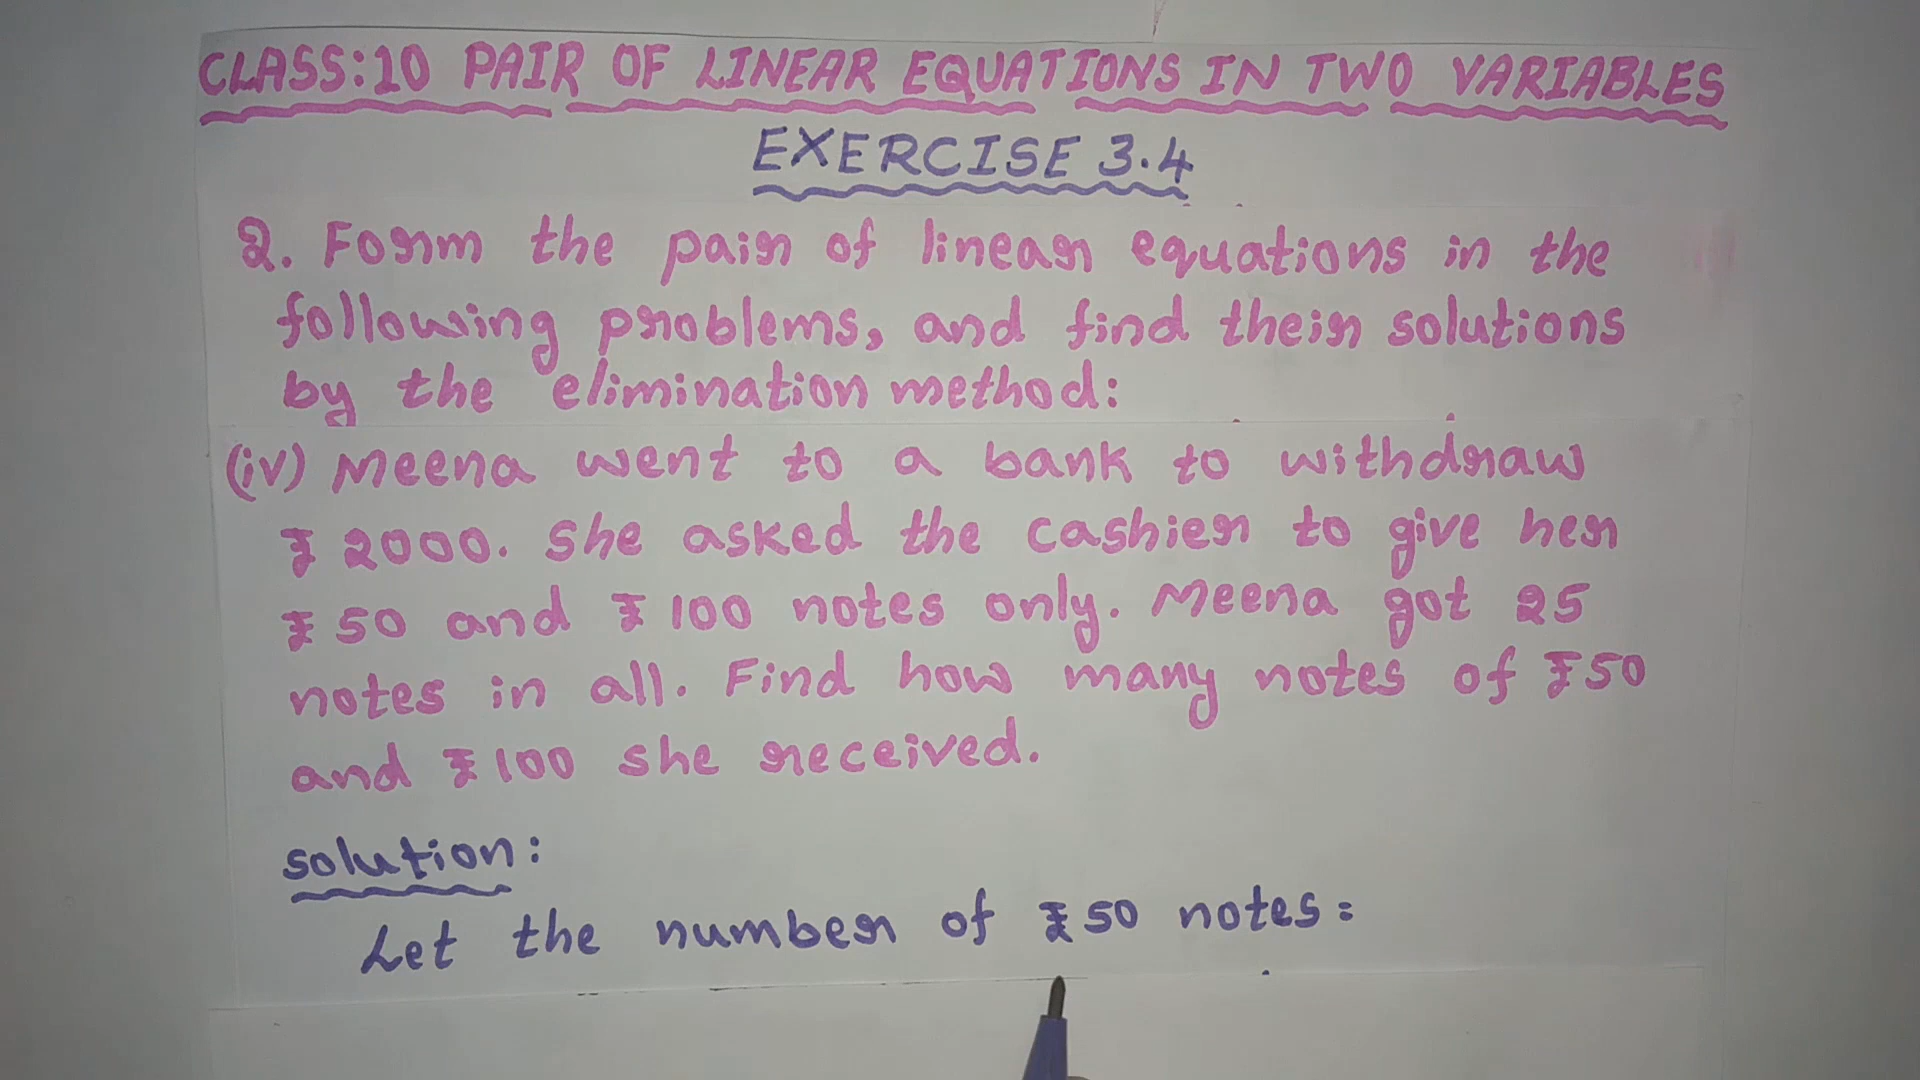 CLASS:10 PAIR OF LINEAR EQUATIONS IN TWO VARIABLES
EXERCISE 3.4
2. Form the pair of linear equations in the
following problems, and find their solutions
by the elimination method:
(iv) Meena went to a bank to withdraw
₹ 2000. She asked the cashier to give her
₹ 50 and ₹ 100 notes only. Meena got 25
notes in all. Find how many notes of ₹50
and ₹100 she received.
solution:
Let the number of ₹50 notes=